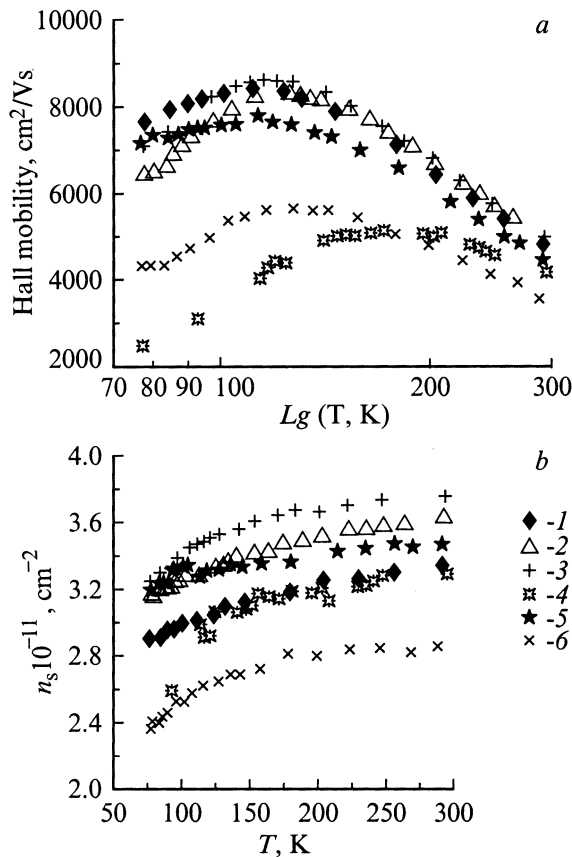 a
10000
8000
6000
4000
2000
Hall mobility, cm²/Vs
70 80 90 100 200 300
Lg (T, K)
b
4.0
3.6
3.2
2.8
2.4
2.0
nₛ10⁻¹¹, cm⁻²
50 100 150 200 250 300
T, K
-1
-2
-3
-4
-5
-6